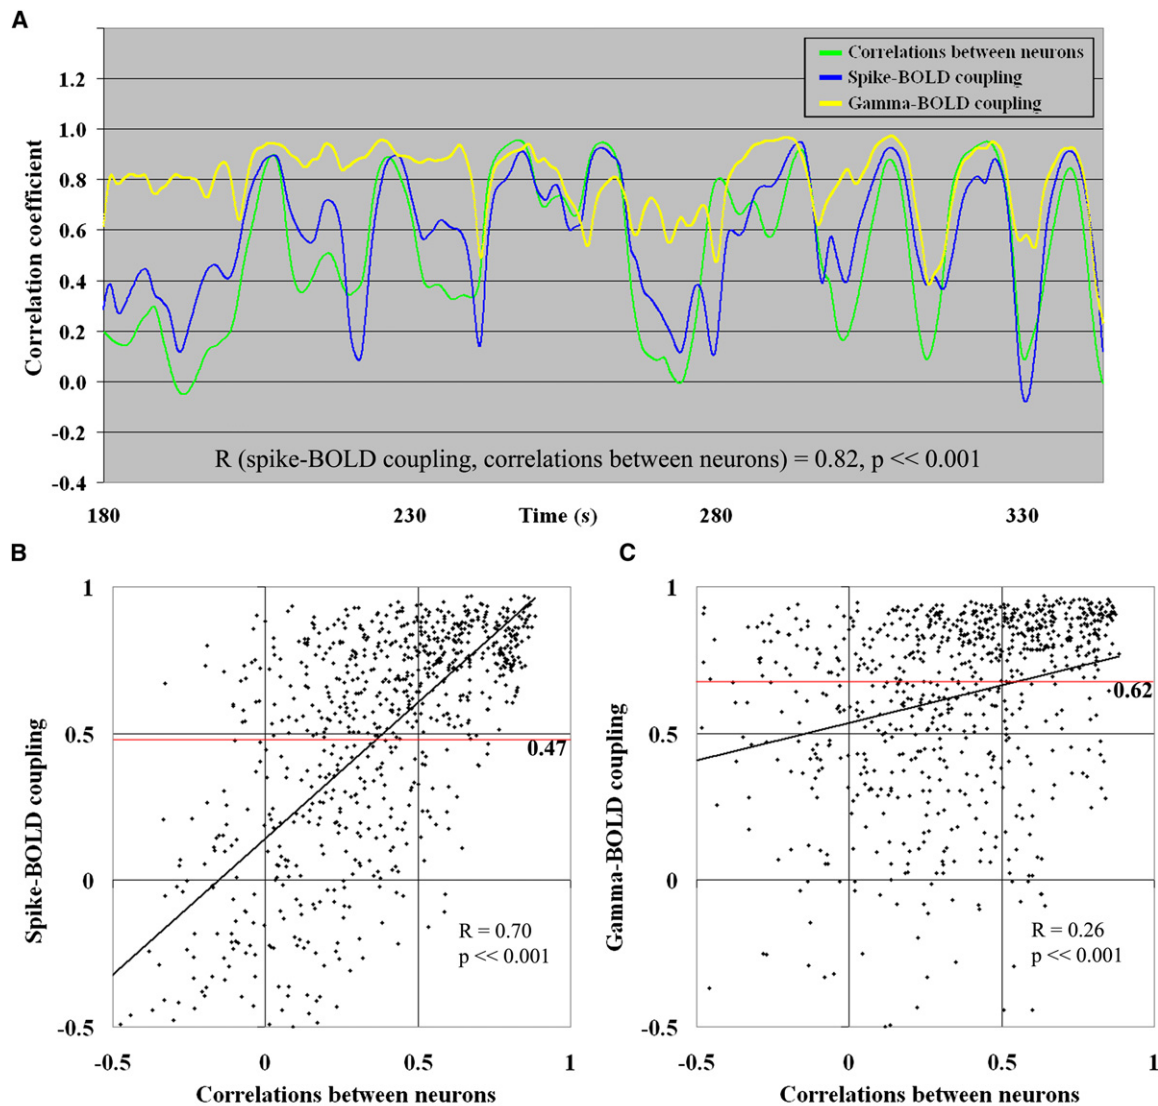 A
Correlation coefficient
1.2
1.0
0.8
0.6
0.4
0.2
0.0
-0.2
-0.4
Correlations between neurons
Spike-BOLD coupling
Gamma-BOLD coupling
R (spike-BOLD coupling, correlations between neurons) = 0.82, p << 0.001
180 230 Time (s) 280 330
B
Spike-BOLD coupling
1
0.5
0
-0.5
0.47
R = 0.70
p << 0.001
-0.5 0 0.5 1
Correlations between neurons
C
Gamma-BOLD coupling
1
0.5
0
-0.5
0.62
R = 0.26
p << 0.001
-0.5 0 0.5 1
Correlations between neurons